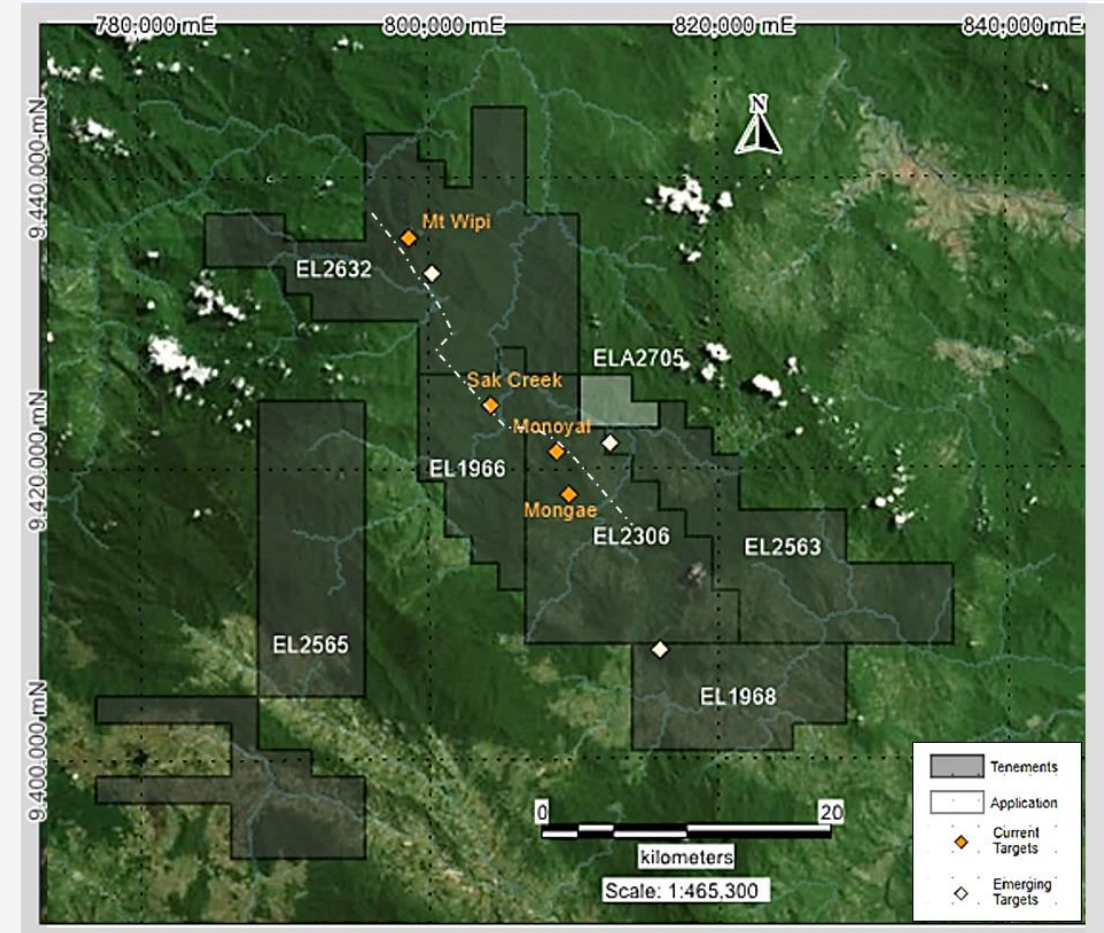 780,000 mE
800,000 mE
820,000 mE
840,000 mE
N
9,440,000 mN
9,420,000 mN
9,400,000 mN
Mt Wipi
EL2632
ELA2705
Sak Creek
Monoyal
EL1966
Mongae
EL2306
EL2563
EL2565
EL1968
0
20
kilometers
Scale: 1:465,300
Tenements
Application
Current
Targets
Emerging
Targets